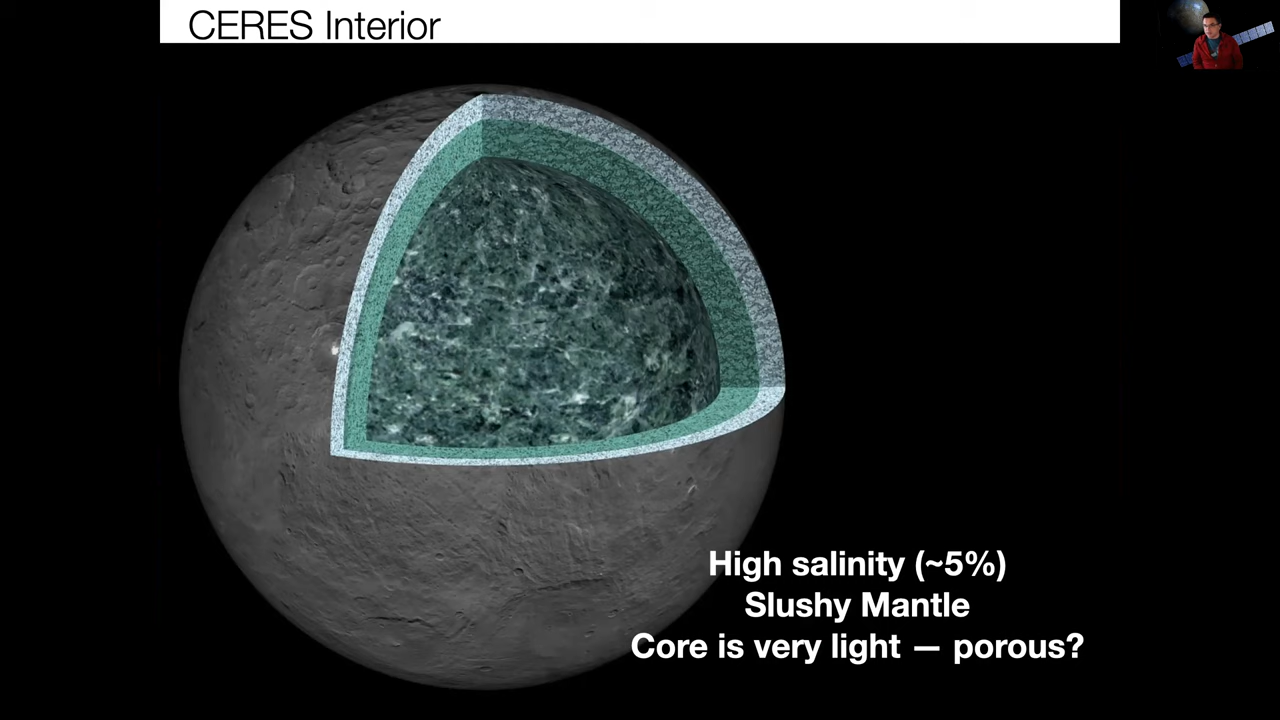 CERES Interior
High salinity (~5%)
Slushy Mantle
Core is very light — porous?